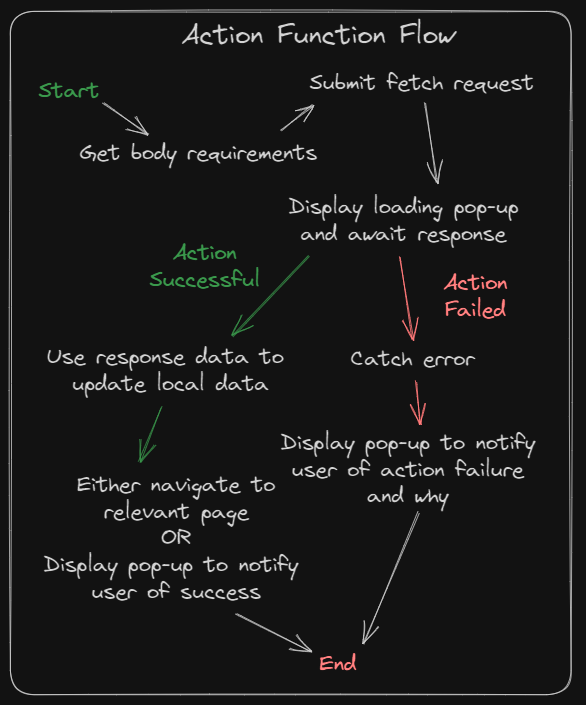 Action Function Flow
Start
Submit fetch request
Get body requirements
Display loading pop-up
and await response
Action
Successful
Action
Failed
Use response data to
update local data
Catch error
Either navigate to
relevant page
OR
Display pop-up to notify
user of success
Display pop-up to notify
user of action failure
and why
End